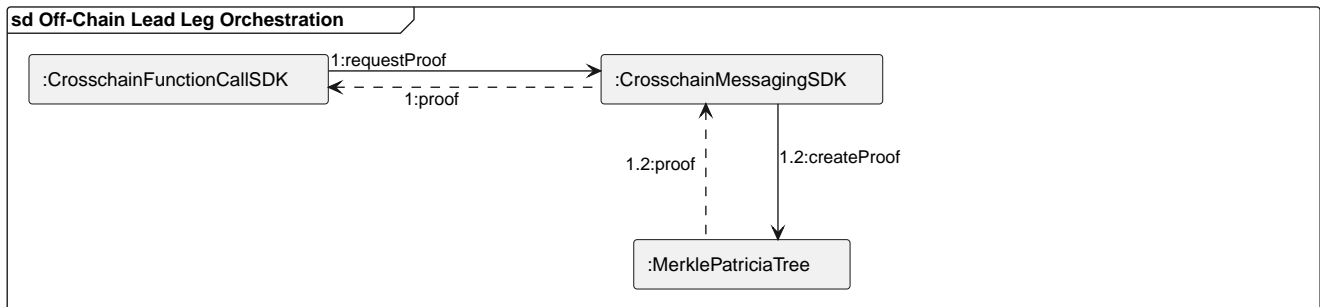 sd Off-Chain Lead Leg Orchestration
:CrosschainFunctionCallSDK
1:requestProof
1:proof
:CrosschainMessagingSDK
1.2:proof
1.2:createProof
:MerklePatriciaTree